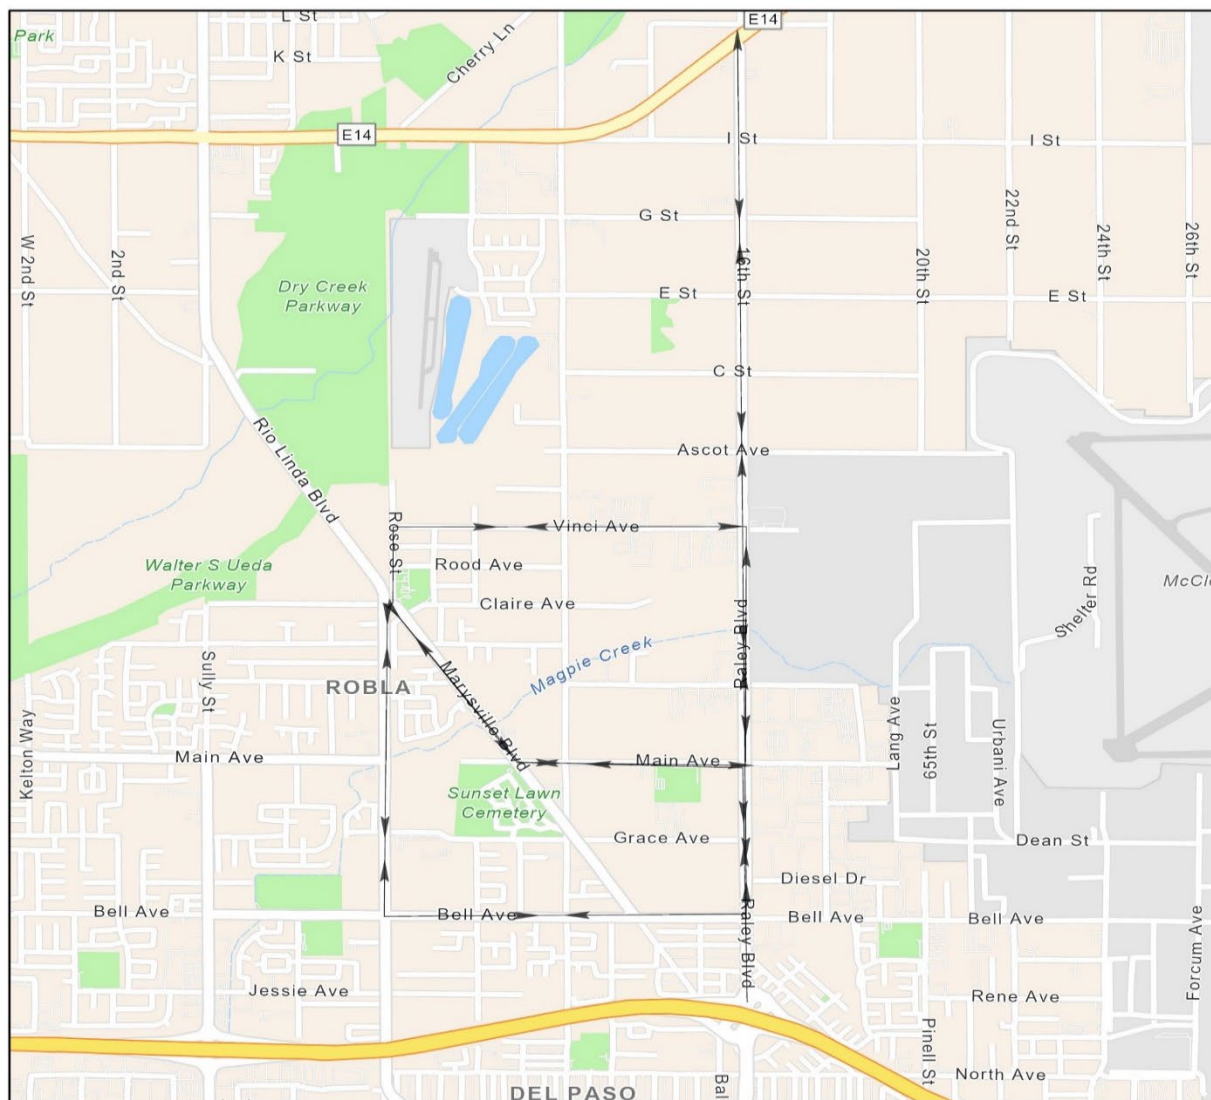 L St
E14
Park
K St
Cherry Ln
E14
I St
I St
G St
W 2nd St
2nd St
16th St
20th St
22nd St
24th St
26th St
Dry Creek
Parkway
E St
E St
C St
Rio Linda Blvd
Ascot Ave
Rose St
Vinci Ave
Walter S Ueda
Parkway
Rood Ave
Shelter Rd
Claire Ave
Raley Blvd
Magpie Creek
Sully St
ROBLA
Marysville Blvd
Kelton Way
Main Ave
Main Ave
Lang Ave
65th St
Urbani Ave
Sunset Lawn
Cemetery
Grace Ave
Dean St
Diesel Dr
Bell Ave
Bell Ave
Bell Ave
Bell Ave
Raley Blvd
Forcum Ave
Jessie Ave
Rene Ave
Pinell St
North Ave
Bal
DEL PASO